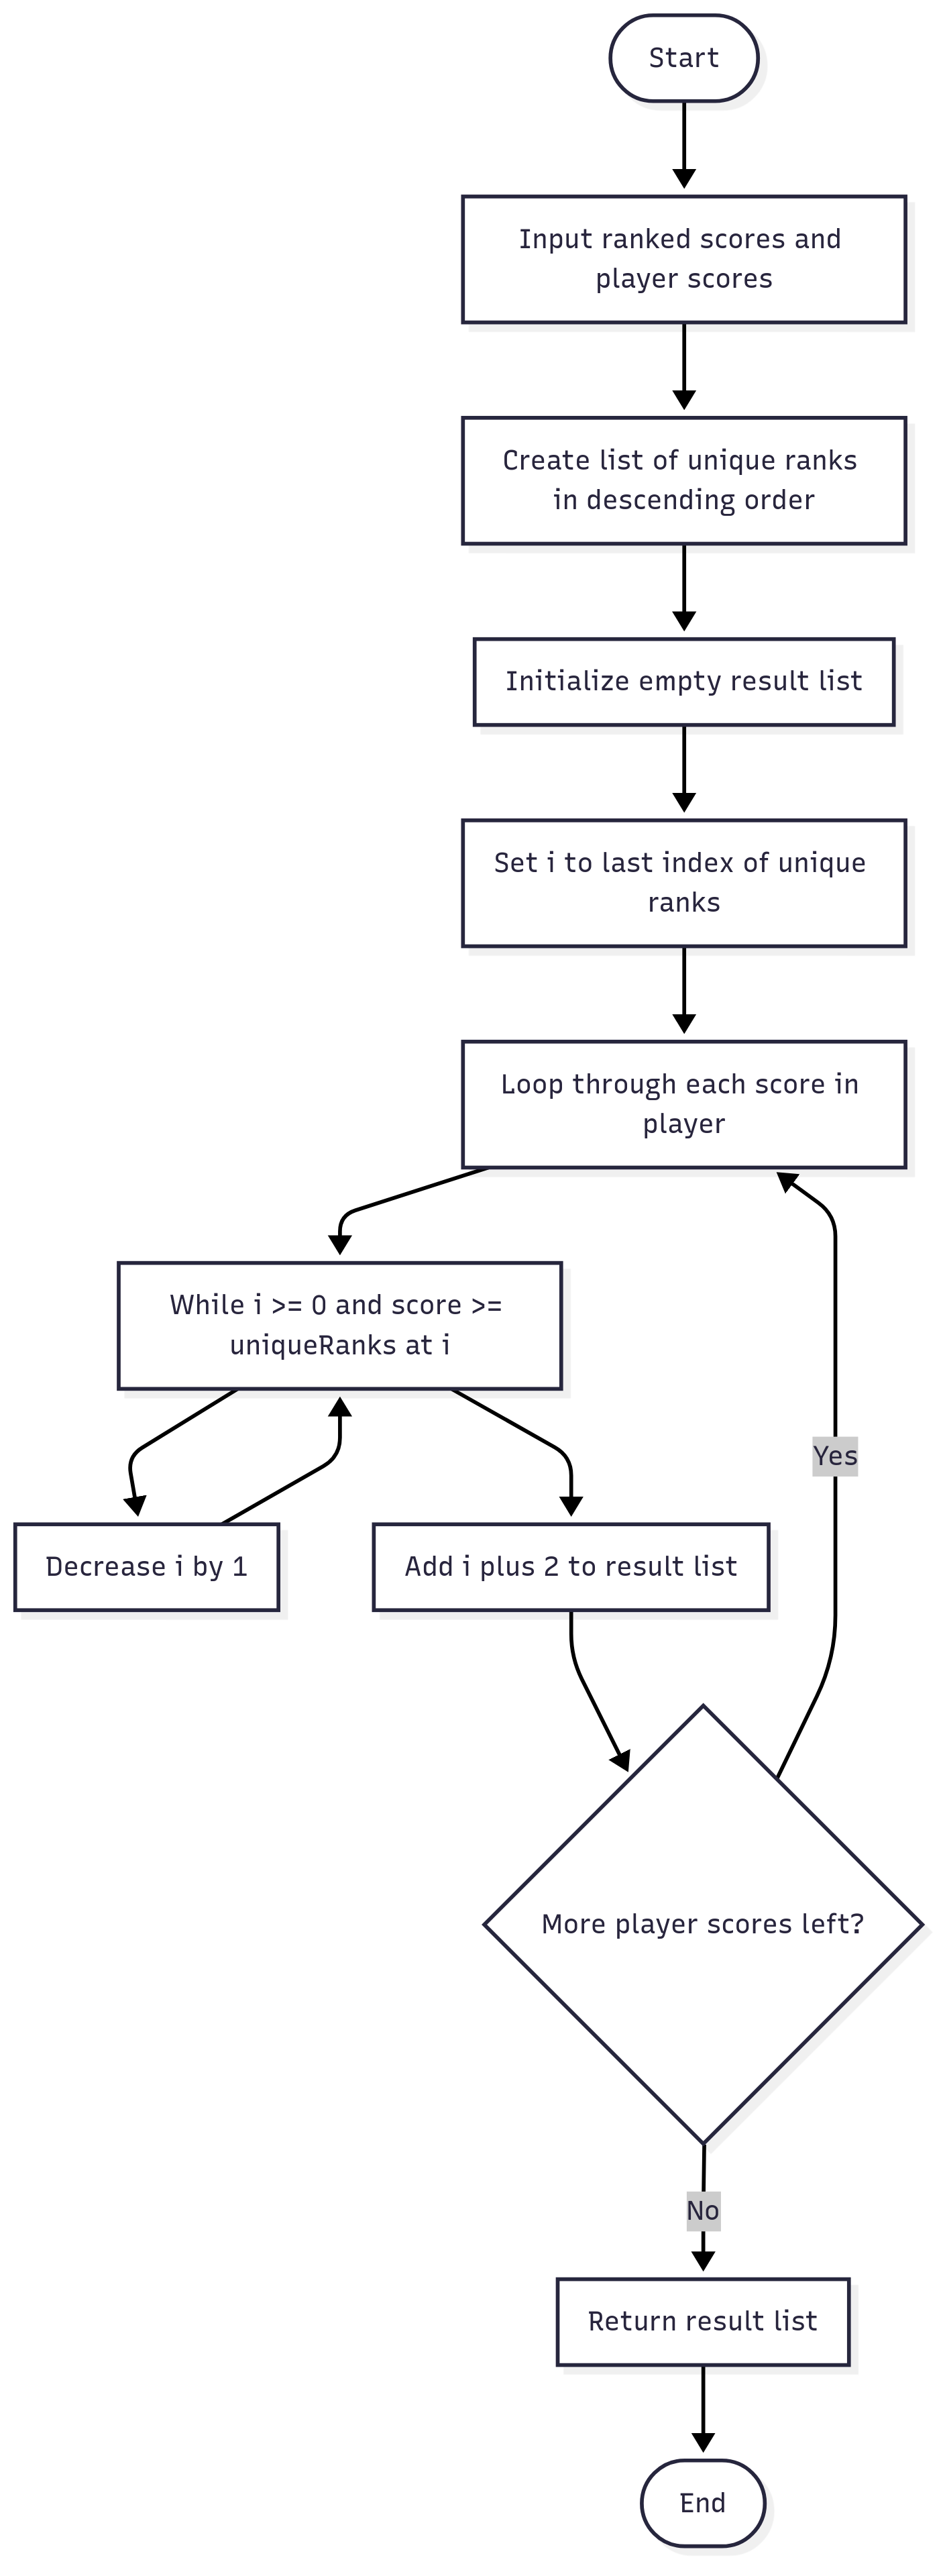 Start
Input ranked scores and
player scores
Create list of unique ranks
in descending order
Initialize empty result list
Set i to last index of unique
ranks
Loop through each score in
player
While i >= 0 and score >=
uniqueRanks at i
Yes
Decrease i by 1
Add i plus 2 to result list
More player scores left?
No
Return result list
End